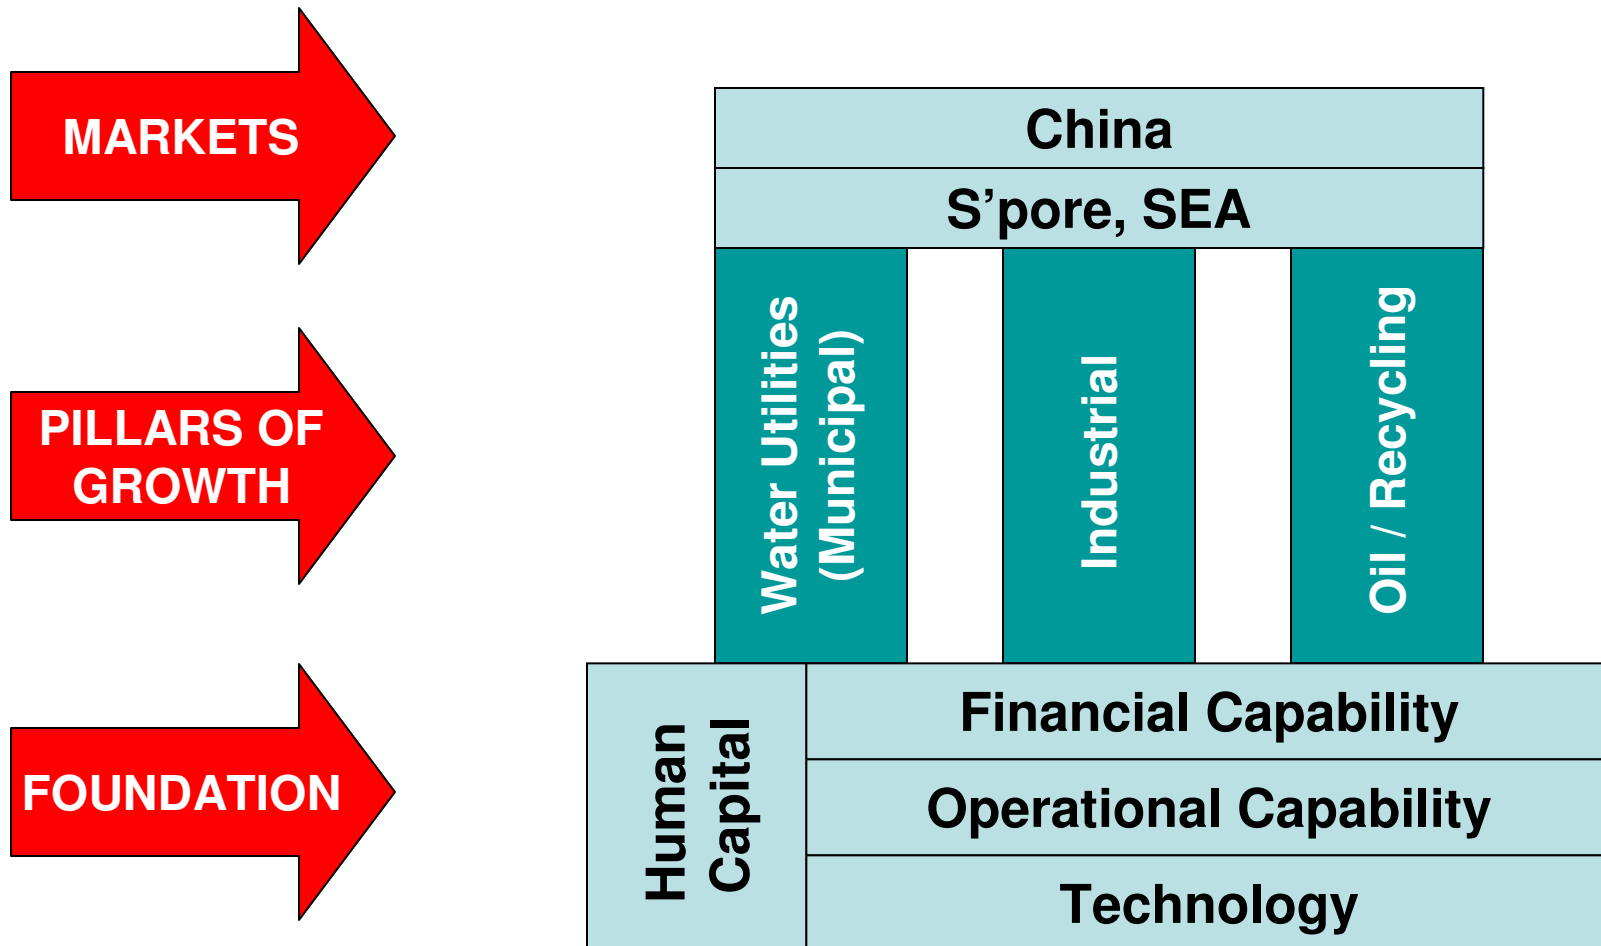 MARKETS
China
S'pore, SEA
PILLARS OF
GROWTH
Water Utilities
(Municipal)
Industrial
Oil / Recycling
FOUNDATION
Human
Capital
Financial Capability
Operational Capability
Technology